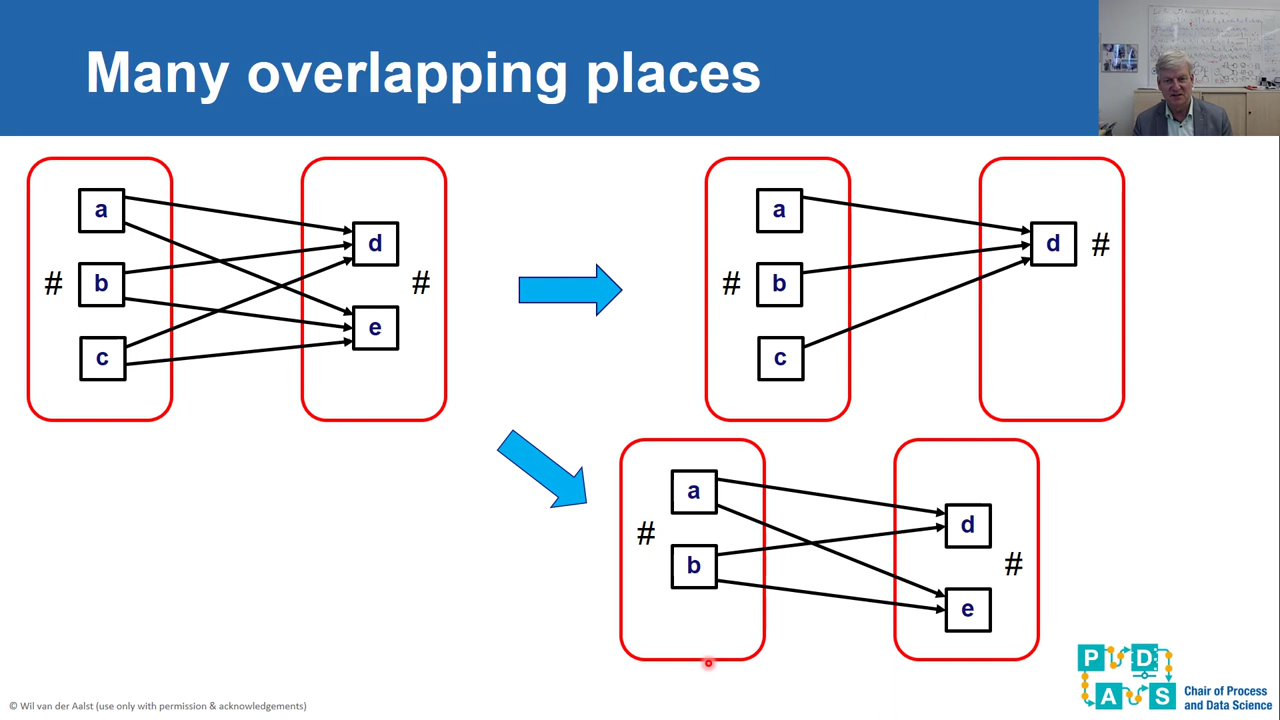 Many overlapping places
a
b
c
#
d
e
#
a
b
c
#
d
#
a
b
#
d
e
#
P D
A S
Chair of Process
and Data Science
© Wil van der Aalst (use only with permission & acknowledgements)